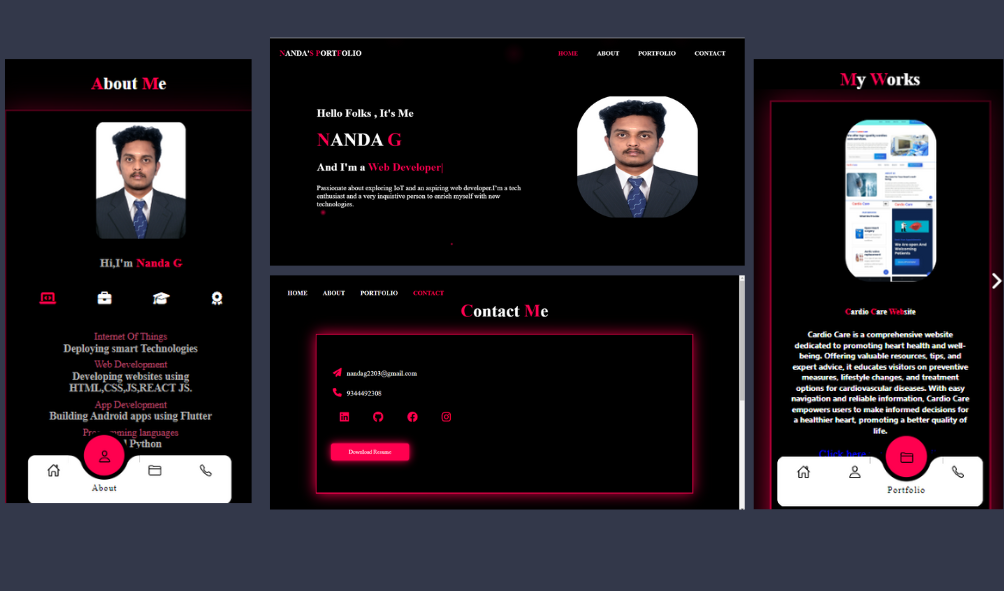 About Me
Hi,I'm Nanda G
Internet Of Things
Deploying smart Technologies
Web Development
Developing websites using
HTML,CSS,JS,REACT JS.
App Development
Building Android apps using Flutter
Programming languages
Python
About
NANDA'S PORTFOLIO
HOME ABOUT PORTFOLIO CONTACT
Hello Folks , It's Me
NANDA G
And I'm a Web Developer|
Passionate about exploring IoT and an aspiring web developer.I'm a tech
enthusiast and a very inquistive person to enrich myself with new
technologies.
HOME ABOUT PORTFOLIO CONTACT
Contact Me
nandag2203@gmail.com
9344492308
Download Resume
My Works
Cardio Care Website
Cardio Care is a comprehensive website
dedicated to promoting heart health and well-
being. Offering valuable resources, tips, and
expert advice, it educates visitors on preventive
measures, lifestyle changes, and treatment
options for cardiovascular diseases. With easy
navigation and reliable information, Cardio Care
empowers users to make informed decisions for
a healthier heart, promoting a better quality of
life.
Click here
Portfolio